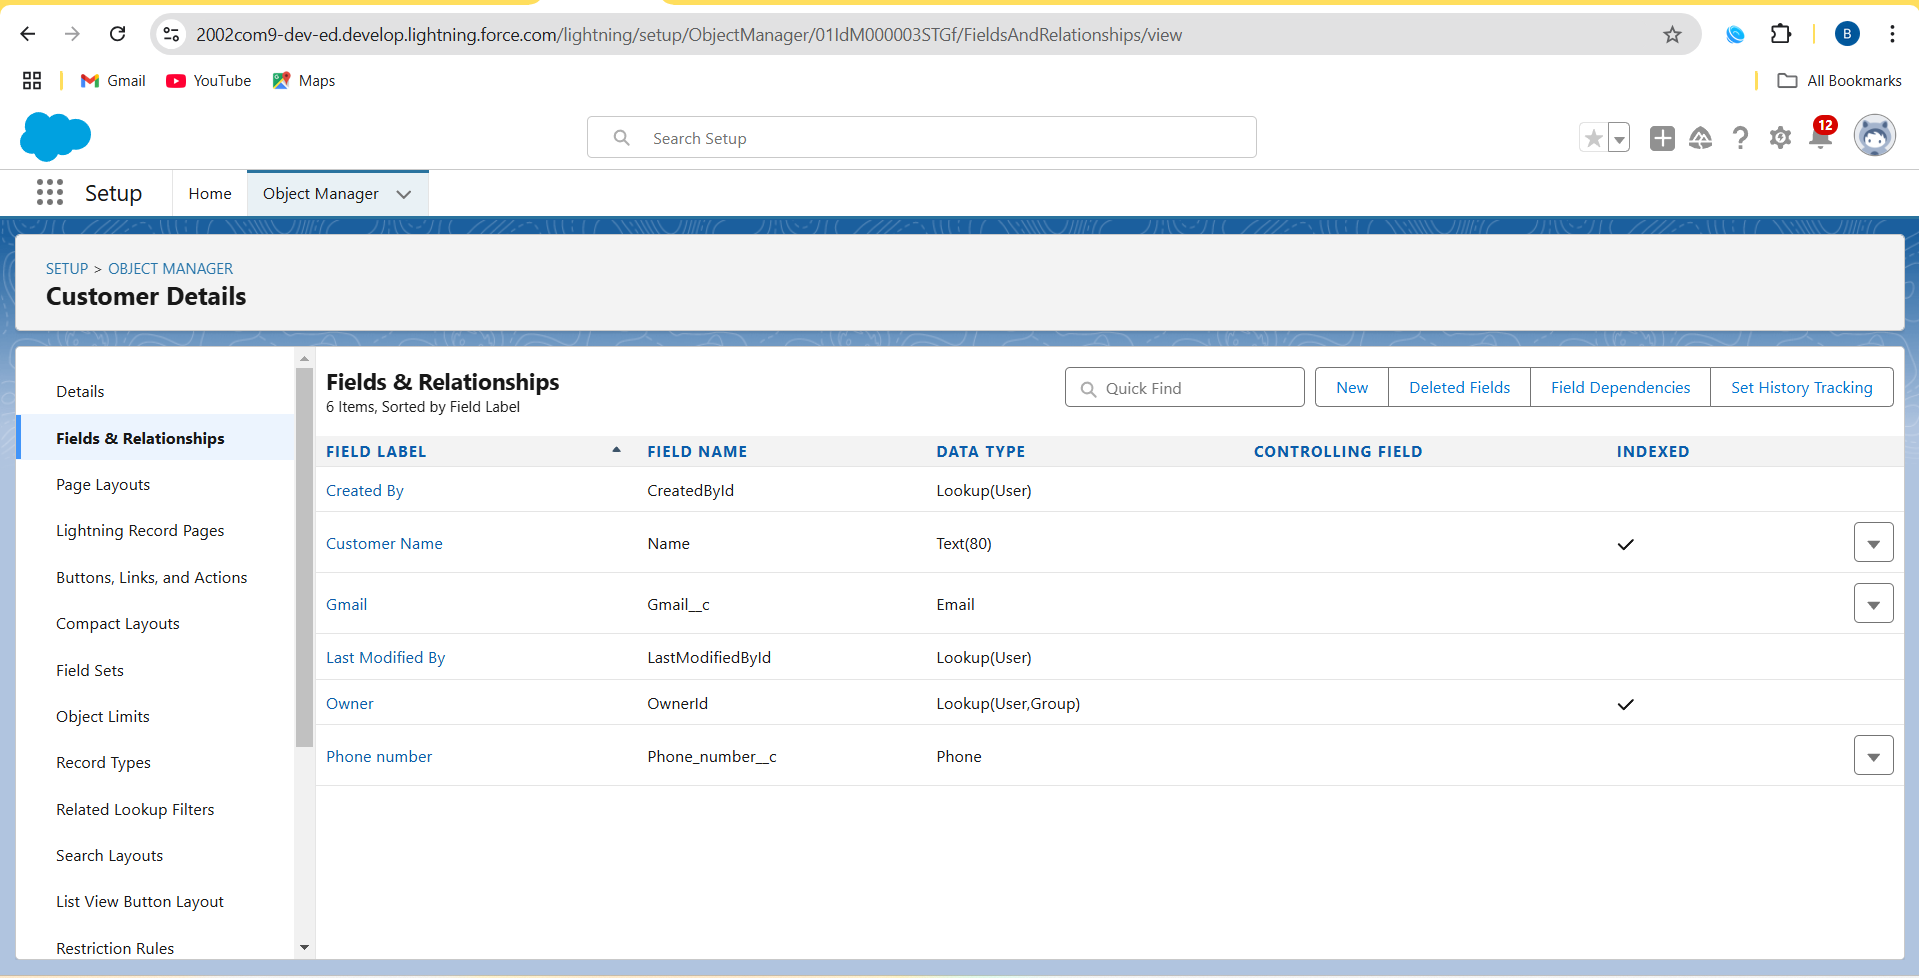 2002com9-dev-ed.develop.lightning.force.com/lightning/setup/ObjectManager/01IdM000003STGf/FieldsAndRelationships/view
B
Gmail YouTube Maps All Bookmarks
Search Setup
12
Setup Home Object Manager
SETUP > OBJECT MANAGER
Customer Details
Details
Fields & Relationships
Page Layouts
Lightning Record Pages
Buttons, Links, and Actions
Compact Layouts
Field Sets
Object Limits
Record Types
Related Lookup Filters
Search Layouts
List View Button Layout
Restriction Rules
Fields & Relationships
6 Items, Sorted by Field Label
Quick Find New Deleted Fields Field Dependencies Set History Tracking
FIELD LABEL FIELD NAME DATA TYPE CONTROLLING FIELD INDEXED
Created By CreatedById Lookup(User)
Customer Name Name Text(80)
Gmail Gmail__c Email
Last Modified By LastModifiedById Lookup(User)
Owner OwnerId Lookup(User,Group)
Phone number Phone_number__c Phone